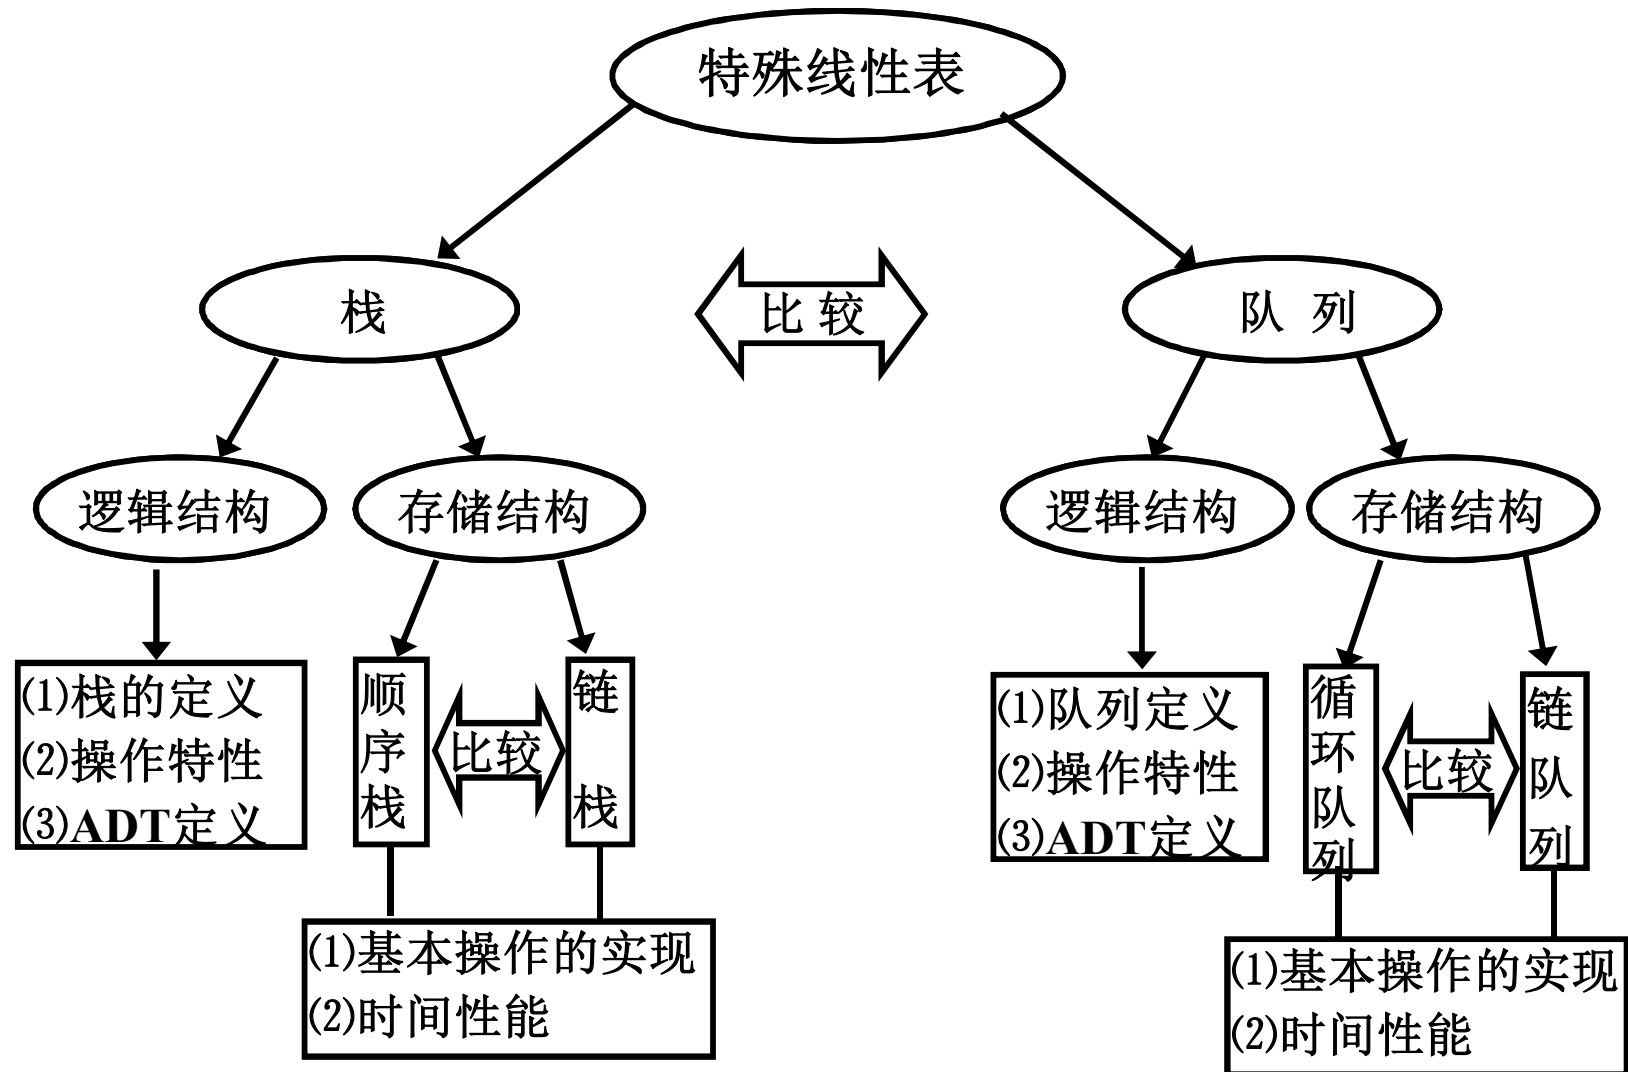 特殊线性表
栈
比较
队列
逻辑结构
存储结构
逻辑结构
存储结构
(1)栈的定义
(2)操作特性
(3)ADT定义
顺序栈
比较
链栈
(1)队列定义
(2)操作特性
(3)ADT定义
循环队列
比较
链队列
(1)基本操作的实现
(2)时间性能
(1)基本操作的实现
(2)时间性能